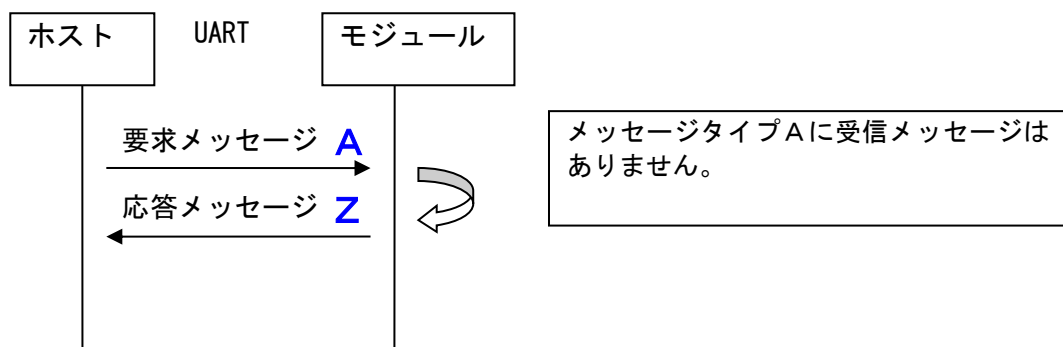 ホスト
UART
モジュール
要求メッセージ A
応答メッセージ Z
メッセージタイプAに受信メッセージは
ありません。